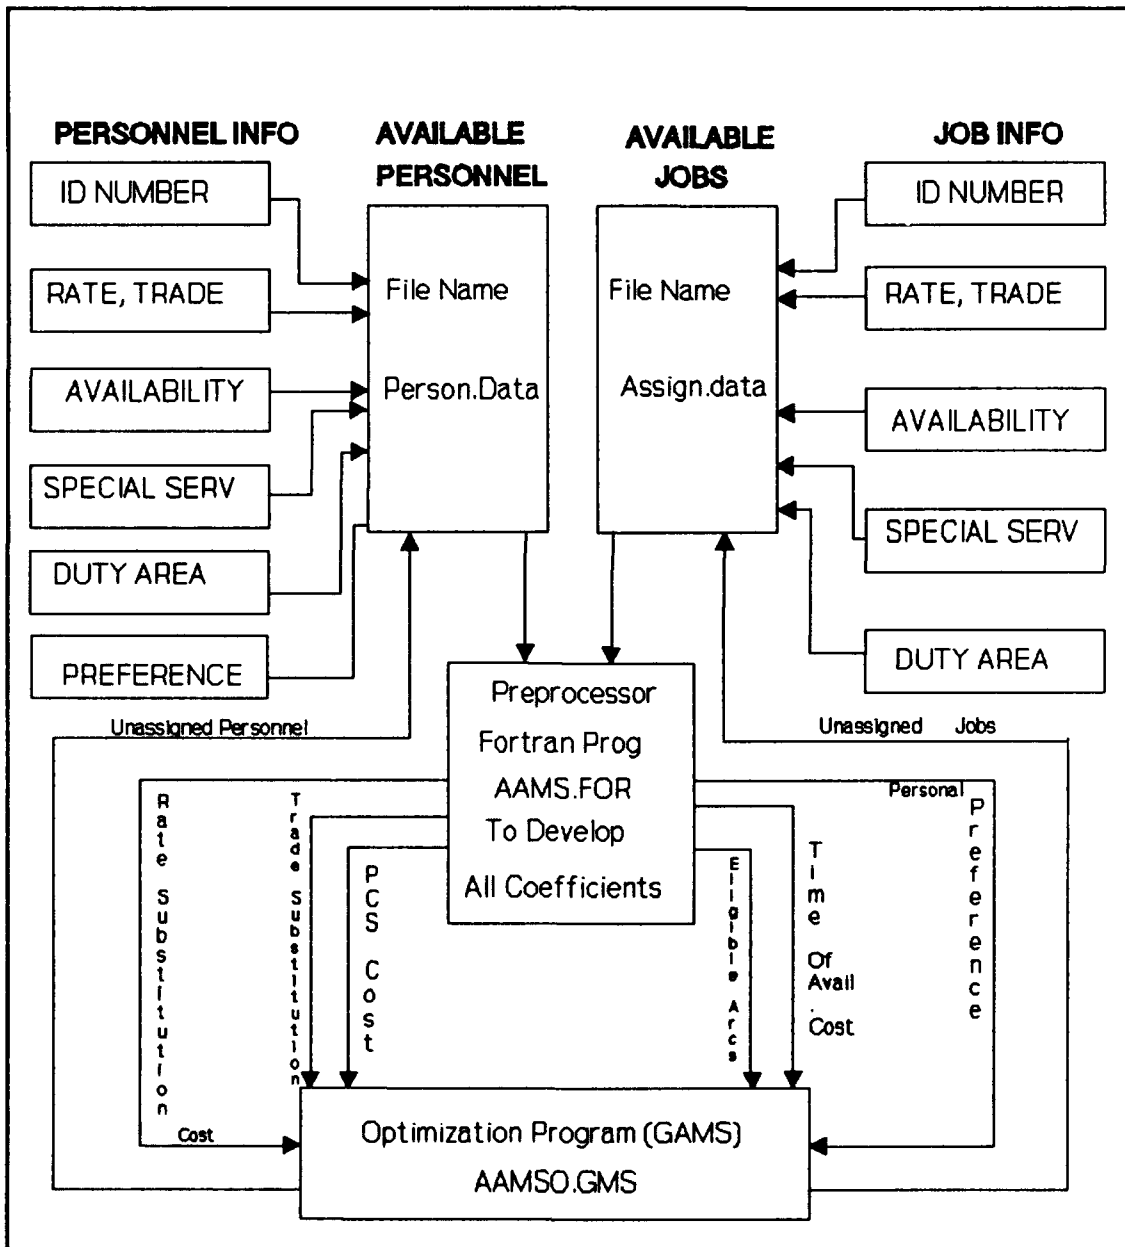 PERSONNEL INFO
AVAILABLE
PERSONNEL
AVAILABLE
JOBS
JOB INFO
ID NUMBER
RATE, TRADE
AVAILABILITY
SPECIAL SERV
DUTY AREA
PREFERENCE
File Name
Person.Data
File Name
Assign.data
ID NUMBER
RATE, TRADE
AVAILABILITY
SPECIAL SERV
DUTY AREA
Unassigned Personnel
Unassigned Jobs
Preprocessor
Fortran Prog
AAMS.FOR
To Develop
All Coefficients
Rate Substitution
Cost
Trade Substitution
PCS Cost
Eligible Arcs
Time
Of
Avail
.
Cost
Personal
Preference
Optimization Program (GAMS)
AAMSO.GMS